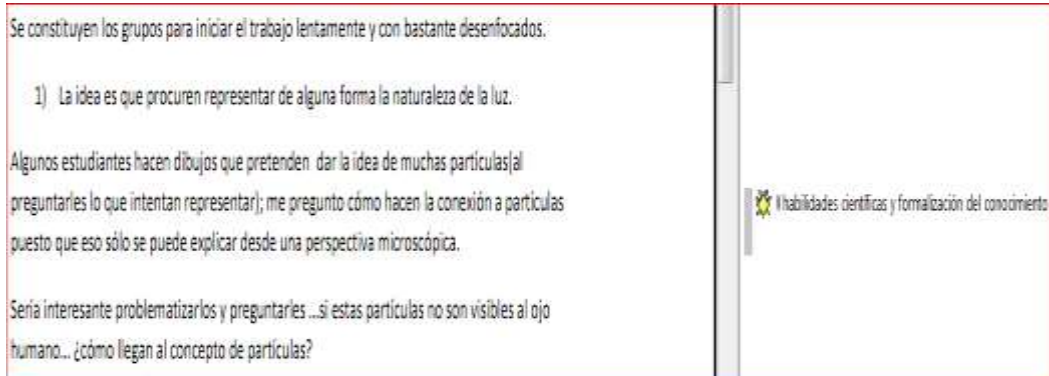 Se constituyen los grupos para iniciar el trabajo lentamente y con bastante desenfocados.
1) La idea es que procuren representar de alguna forma la naturaleza de la luz.
Algunos estudiantes hacen dibujos que pretenden dar la idea de muchas partículas(al
preguntarles lo que intentan representar); me pregunto cómo hacen la conexión a partículas
puesto que eso sólo se puede explicar desde una perspectiva microscópica.
Sería interesante problematizarlos y preguntarles ...si estas partículas no son visibles al ojo
humano... ¿cómo llegan al concepto de partículas?
habilidades científicas y formalización del conocimiento